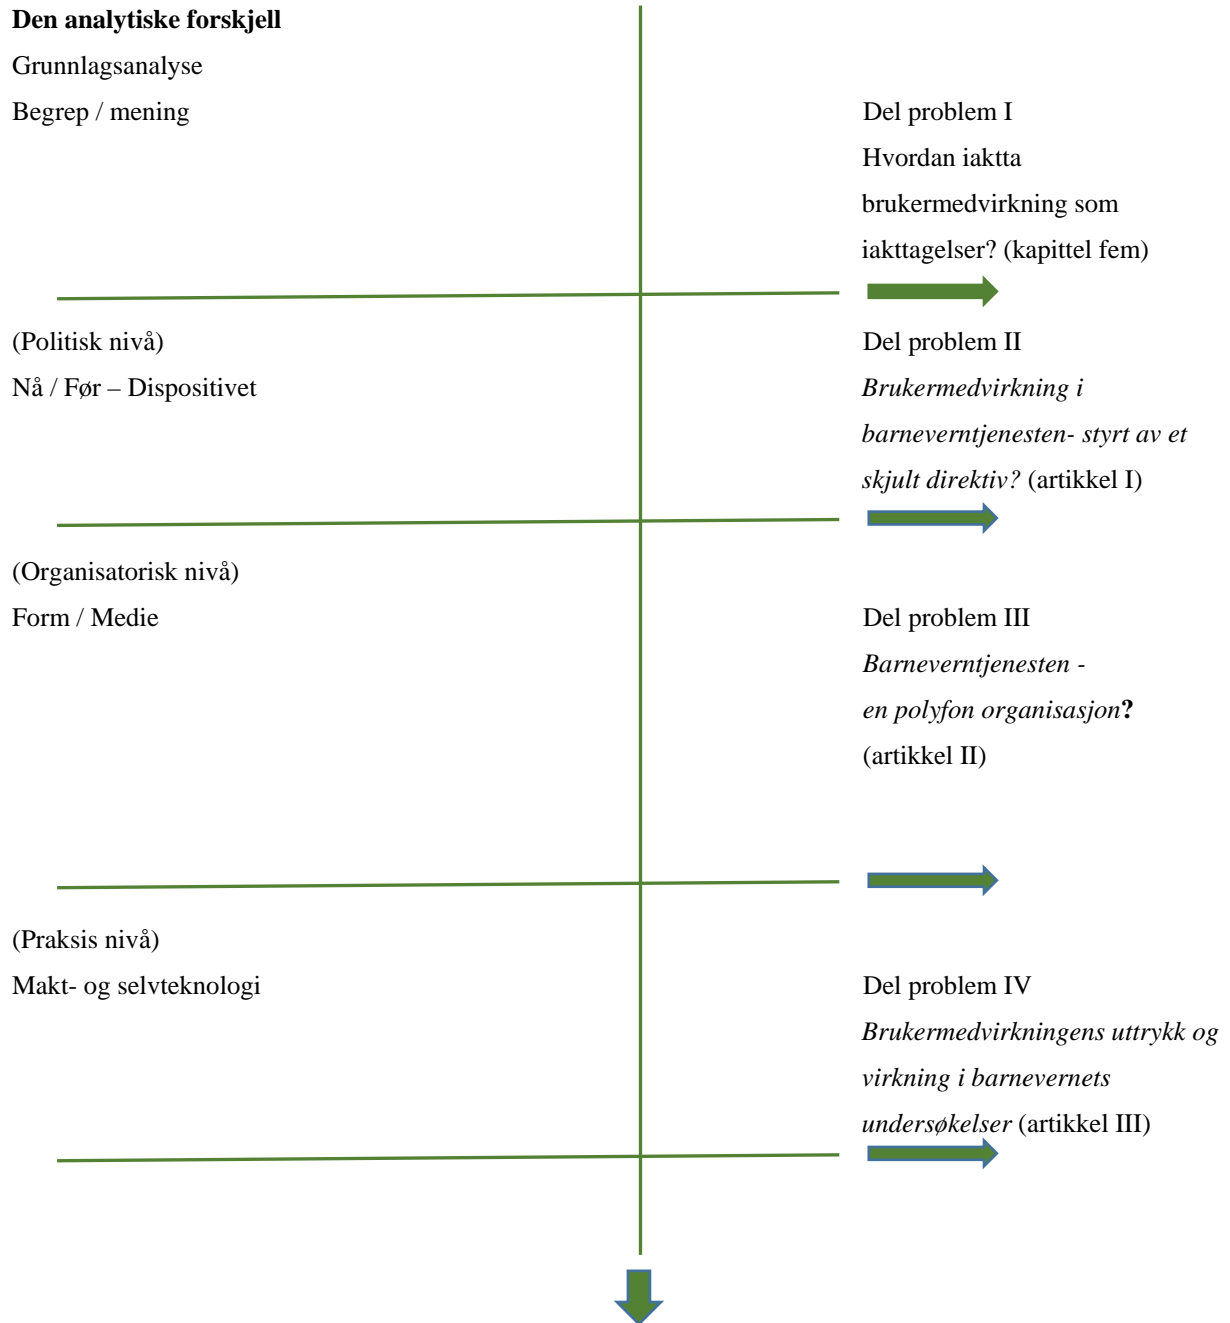 Den analytiske forskjell
Grunnlagsanalyse
Begrep / mening
Del problem I
Hvordan iaktta
brukermedvirkning som
iakttagelser? (kapittel fem)
(Politisk nivå)
Nå / Før – Dispositivet
Del problem II
Brukermedvirkning i
barneverntjenesten- styrt av et
skjult direktiv? (artikkel I)
(Organisatorisk nivå)
Form / Medie
Del problem III
Barneverntjenesten -
en polyfon organisasjon?
(artikkel II)
(Praksis nivå)
Makt- og selvteknologi
Del problem IV
Brukermedvirkningens uttrykk og
virkning i barnevernets
undersøkelser (artikkel III)